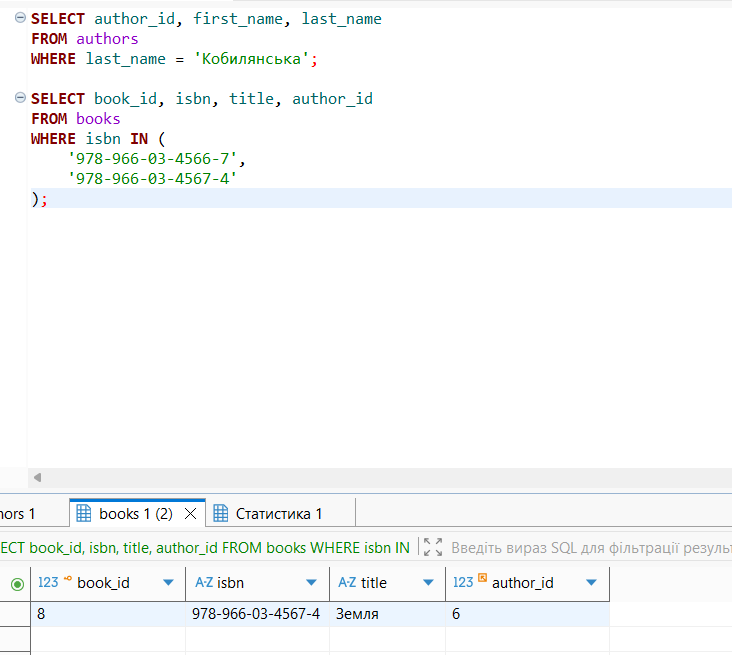 SELECT author_id, first_name, last_name
FROM authors
WHERE last_name = 'Кобилянська';
SELECT book_id, isbn, title, author_id
FROM books
WHERE isbn IN (
'978-966-03-4566-7',
'978-966-03-4567-4'
);
hors 1
books 1 (2)
Статистика 1
ECT book_id, isbn, title, author_id FROM books WHERE isbn IN
Введіть вираз SQL для фільтрації резуль
123 book_id A-Z isbn A-Z title 123 author_id
8 978-966-03-4567-4 Земля 6